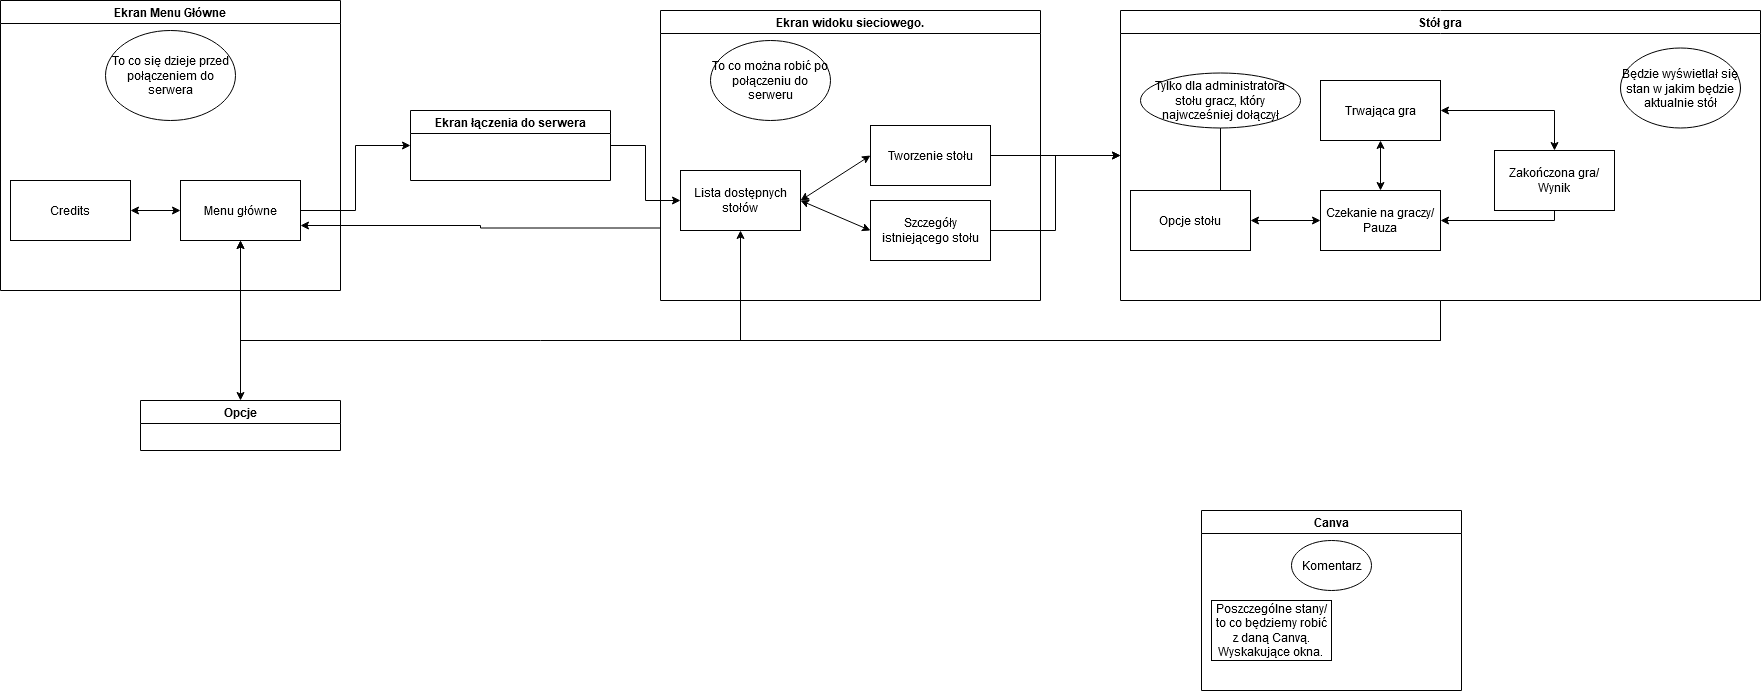 Ekran Menu Główne
To co się dzieje przed
połączeniem do
serwera
Credits
Menu główne
Ekran łączenia do serwera
Ekran widoku sieciowego.
To co można robić po
połączeniu do
serweru
Lista dostępnych
stołów
Tworzenie stołu
Szczegóły
istniejącego stołu
Stół gra
Tylko dla administratora
stołu gracz, który
najwcześniej dołączył
Trwająca gra
Będzie wyświetlał się
stan w jakim będzie
aktualnie stół
Zakończona gra/
Wynik
Opcje stołu
Czekanie na graczy/
Pauza
Opcje
Canva
Komentarz
Poszczególne stany/
to co będziemy robić
z daną Canvą.
Wyskakujące okna.